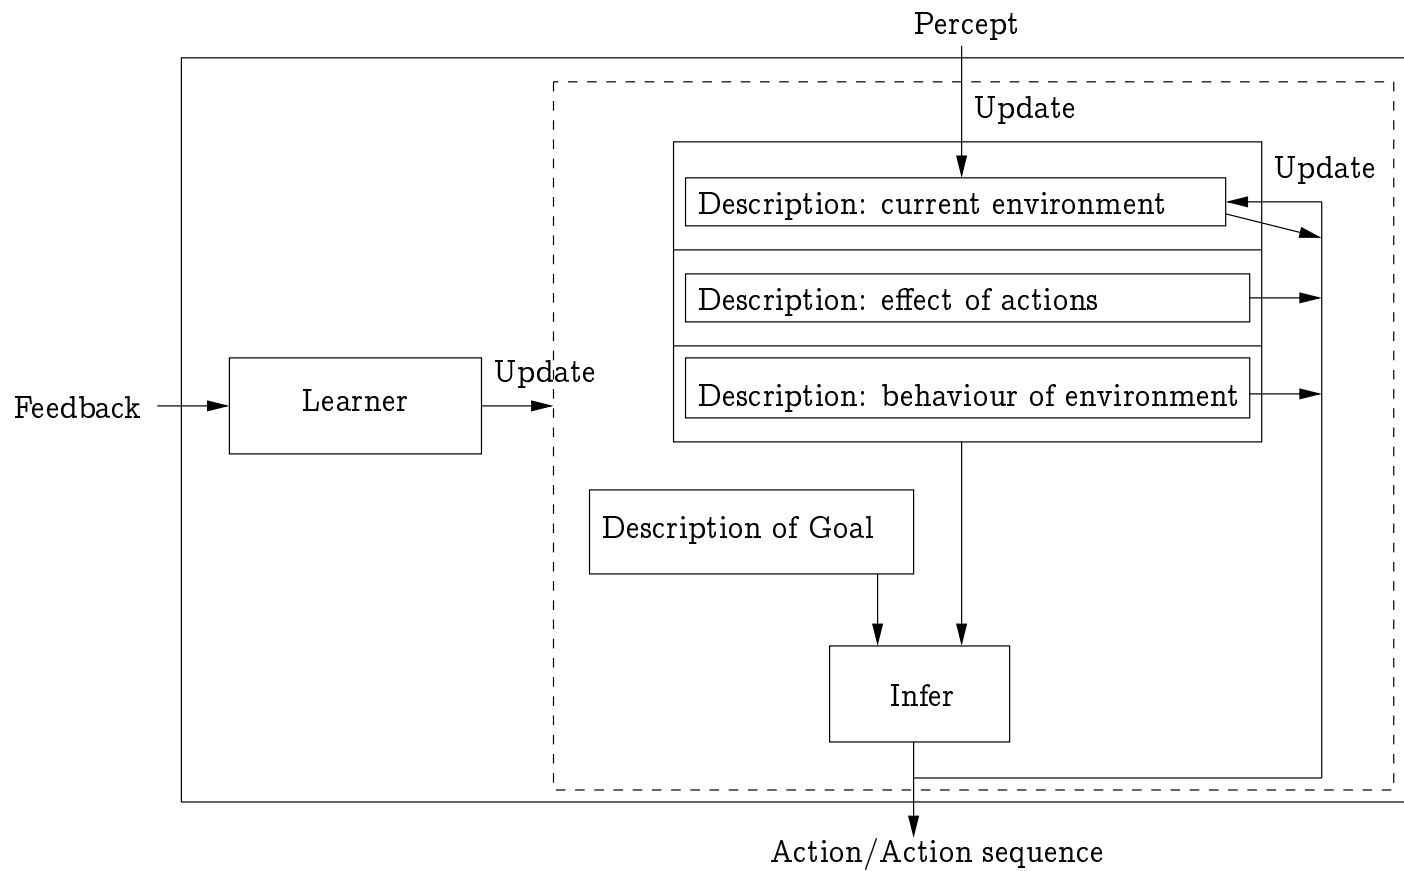 Percept
Update
Update
Description: current environment
Description: effect of actions
Update
Description: behaviour of environment
Feedback
Learner
Description of Goal
Infer
Action/Action sequence